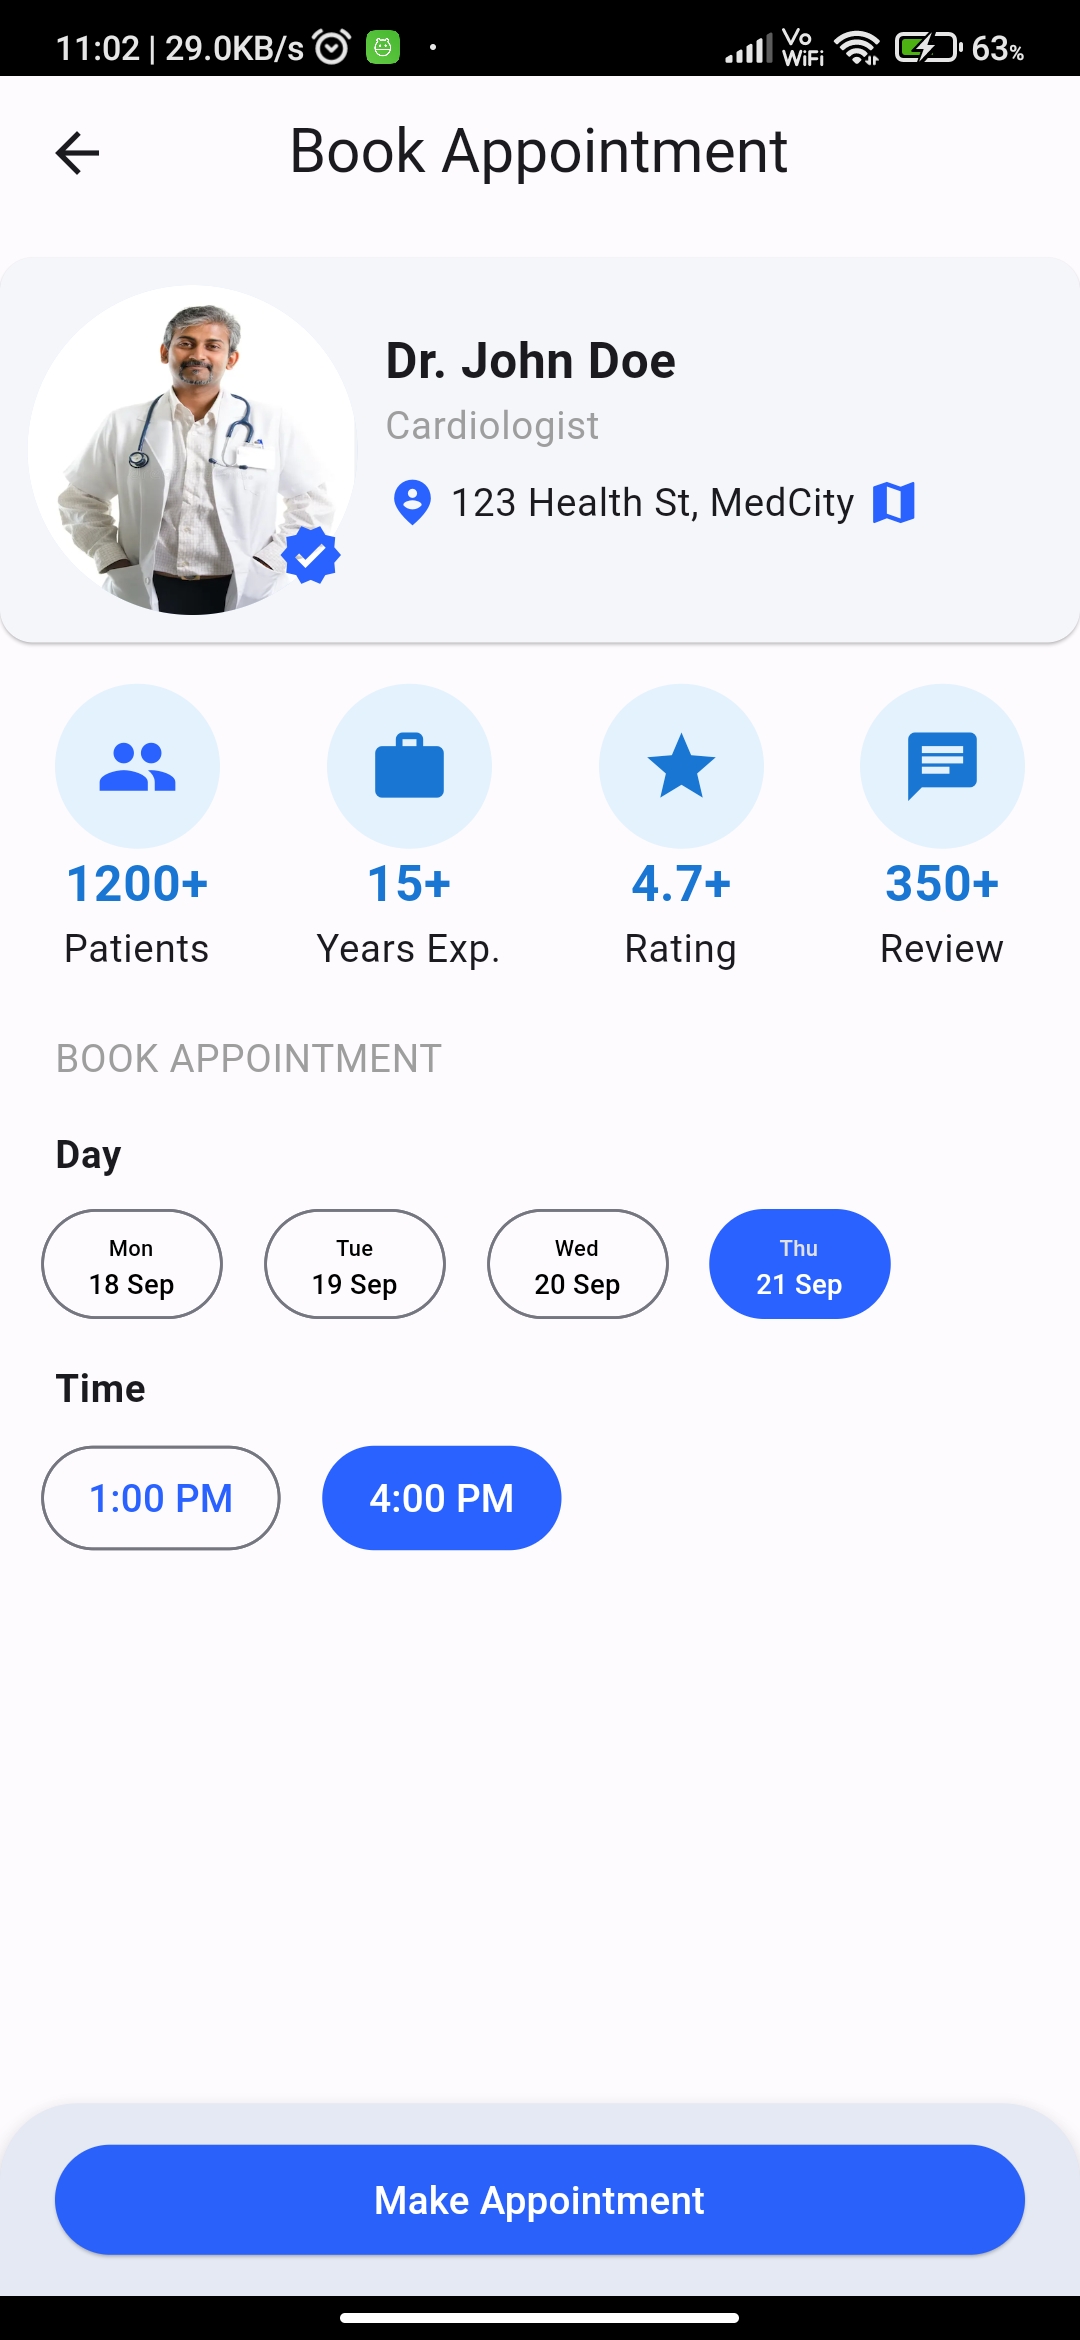 11:02 | 29.0KB/s
Vo WiFi 63%
Book Appointment
Dr. John Doe
Cardiologist
123 Health St, MedCity
1200+ 15+ 4.7+ 350+
Patients Years Exp. Rating Review
BOOK APPOINTMENT
Day
Mon Tue Wed Thu
18 Sep 19 Sep 20 Sep 21 Sep
Time
1:00 PM 4:00 PM
Make Appointment